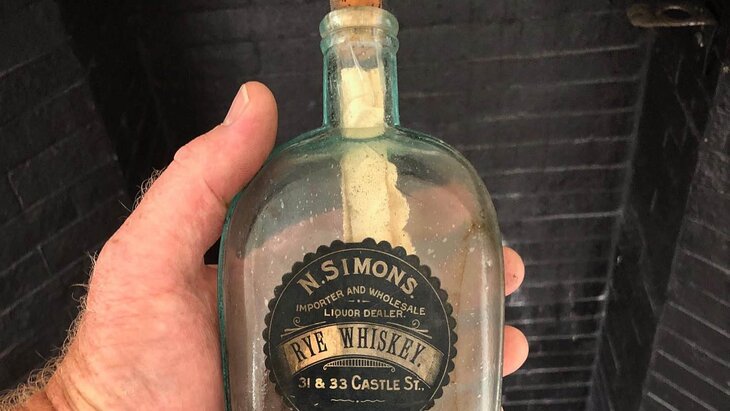 N. SIMONS.
IMPORTER AND WHOLESALE
LIQUOR DEALER.
RYE WHISKEY.
31 & 33 CASTLE ST.,